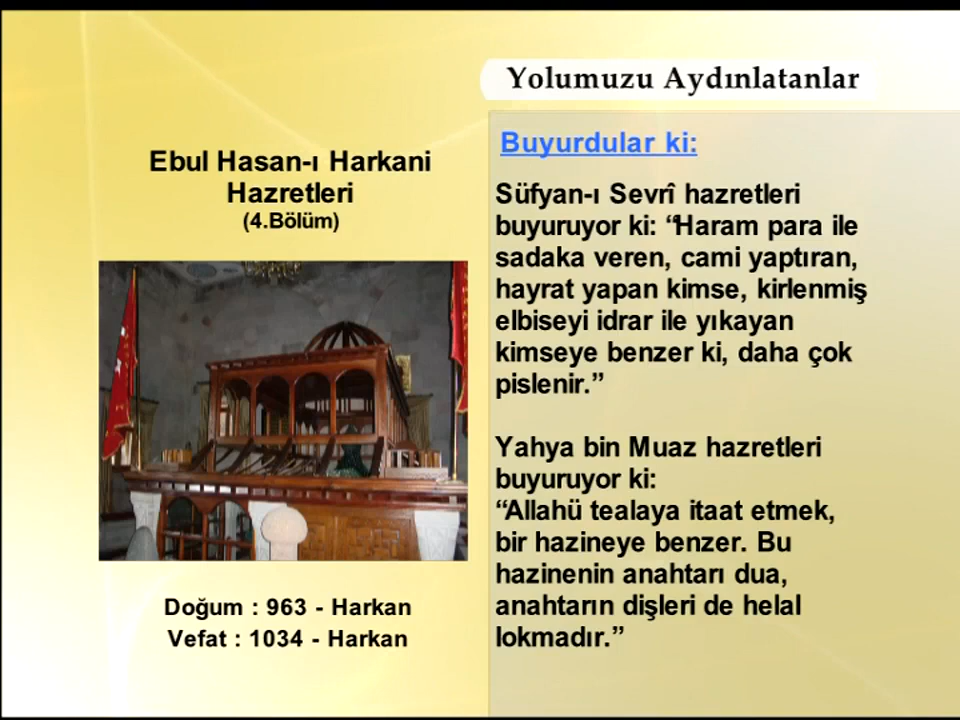 Yolumuzu Aydınlatanlar
Ebul Hasan-ı Harkani
Hazretleri
(4.Bölüm)
Doğum : 963 - Harkan
Vefat : 1034 - Harkan
Buyurdular ki:
Süfyan-ı Sevrî hazretleri
buyuruyor ki: “Haram para ile
sadaka veren, cami yaptıran,
hayrat yapan kimse, kirlenmiş
elbiseyi idrar ile yıkayan
kimseye benzer ki, daha çok
pislenir.”
Yahya bin Muaz hazretleri
buyuruyor ki:
“Allahü tealaya itaat etmek,
bir hazineye benzer. Bu
hazinenin anahtarı dua,
anahtarın dişleri de helal
lokmadır.”